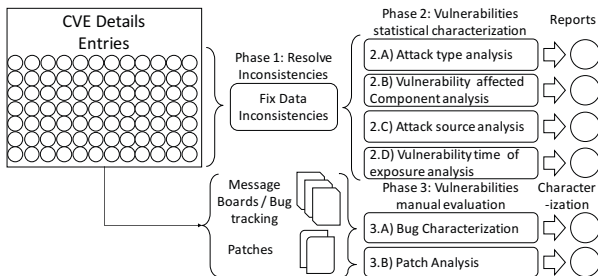 CVE Details
Entries
Phase 1: Resolve
Inconsistencies
Fix Data
Inconsistencies
Phase 2: Vulnerabilities
statistical characterization
Reports
2.A) Attack type analysis
2.B) Vulnerability affected
Component analysis
2.C) Attack source analysis
2.D) Vulnerability time of
exposure analysis
Message
Boards / Bug
tracking
Patches
Phase 3: Vulnerabilities
manual evaluation
Character
-ization
3.A) Bug Characterization
3.B) Patch Analysis